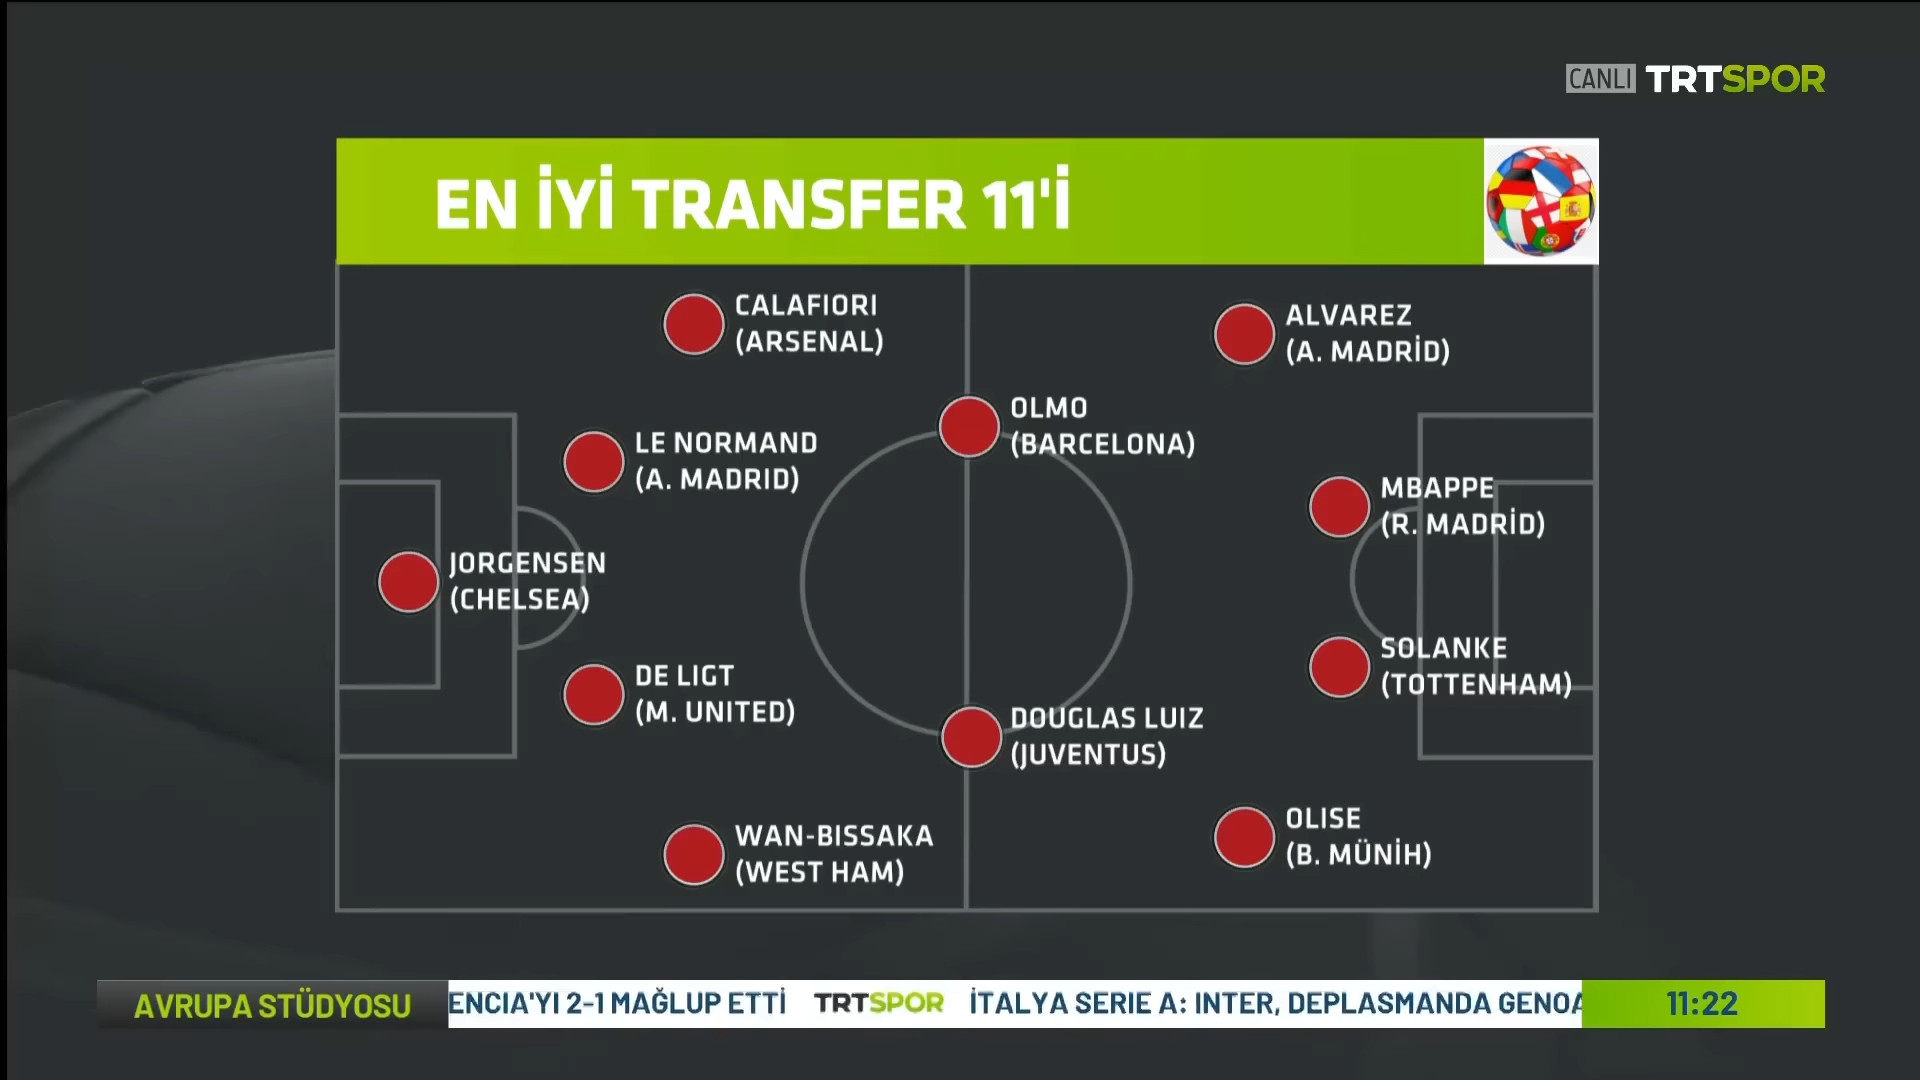 CANLI TRTSPOR
EN İYİ TRANSFER 11'İ
CALAFIORI
(ARSENAL)
ALVAREZ
(A. MADRİD)
OLMO
(BARCELONA)
LE NORMAND
(A. MADRID)
MBAPPE
(R. MADRİD)
JORGENSEN
(CHELSEA)
SOLANKE
(TOTTENHAM)
DE LIGT
(M. UNITED)
DOUGLAS LUIZ
(JUVENTUS)
WAN-BISSAKA
(WEST HAM)
OLISE
(B. MÜNİH)
AVRUPA STÜDYOSU
ENCIA'YI 2-1 MAĞLUP ETTİ TRTSPOR İTALYA SERIE A: INTER, DEPLASMANDA GENOA
11:22